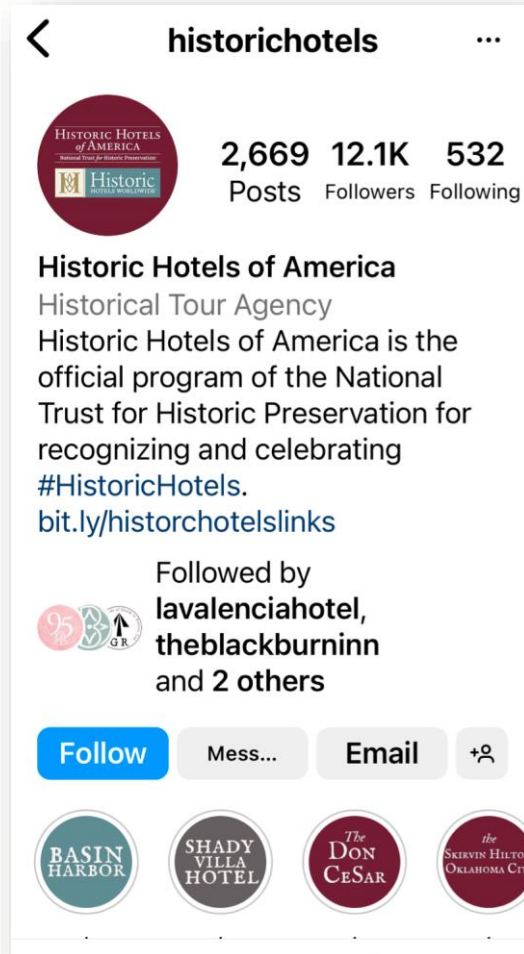 historichotels
HISTORIC HOTELS
of AMERICA
National Trust for Historic Preservation
Historic
HOTELS WORLDWIDE
2,669 12.1K 532
Posts Followers Following
Historic Hotels of America
Historical Tour Agency
Historic Hotels of America is the
official program of the National
Trust for Historic Preservation for
recognizing and celebrating
#HistoricHotels.
bit.ly/historchotelslinks
Followed by
lavalenciahotel,
theblackburninn
and 2 others
95
GR
Follow Mess... Email
BASIN
HARBOR
SHADY
VILLA
HOTEL
The
DON
CESAR
the
SKIRVIN
OKLAHOMA